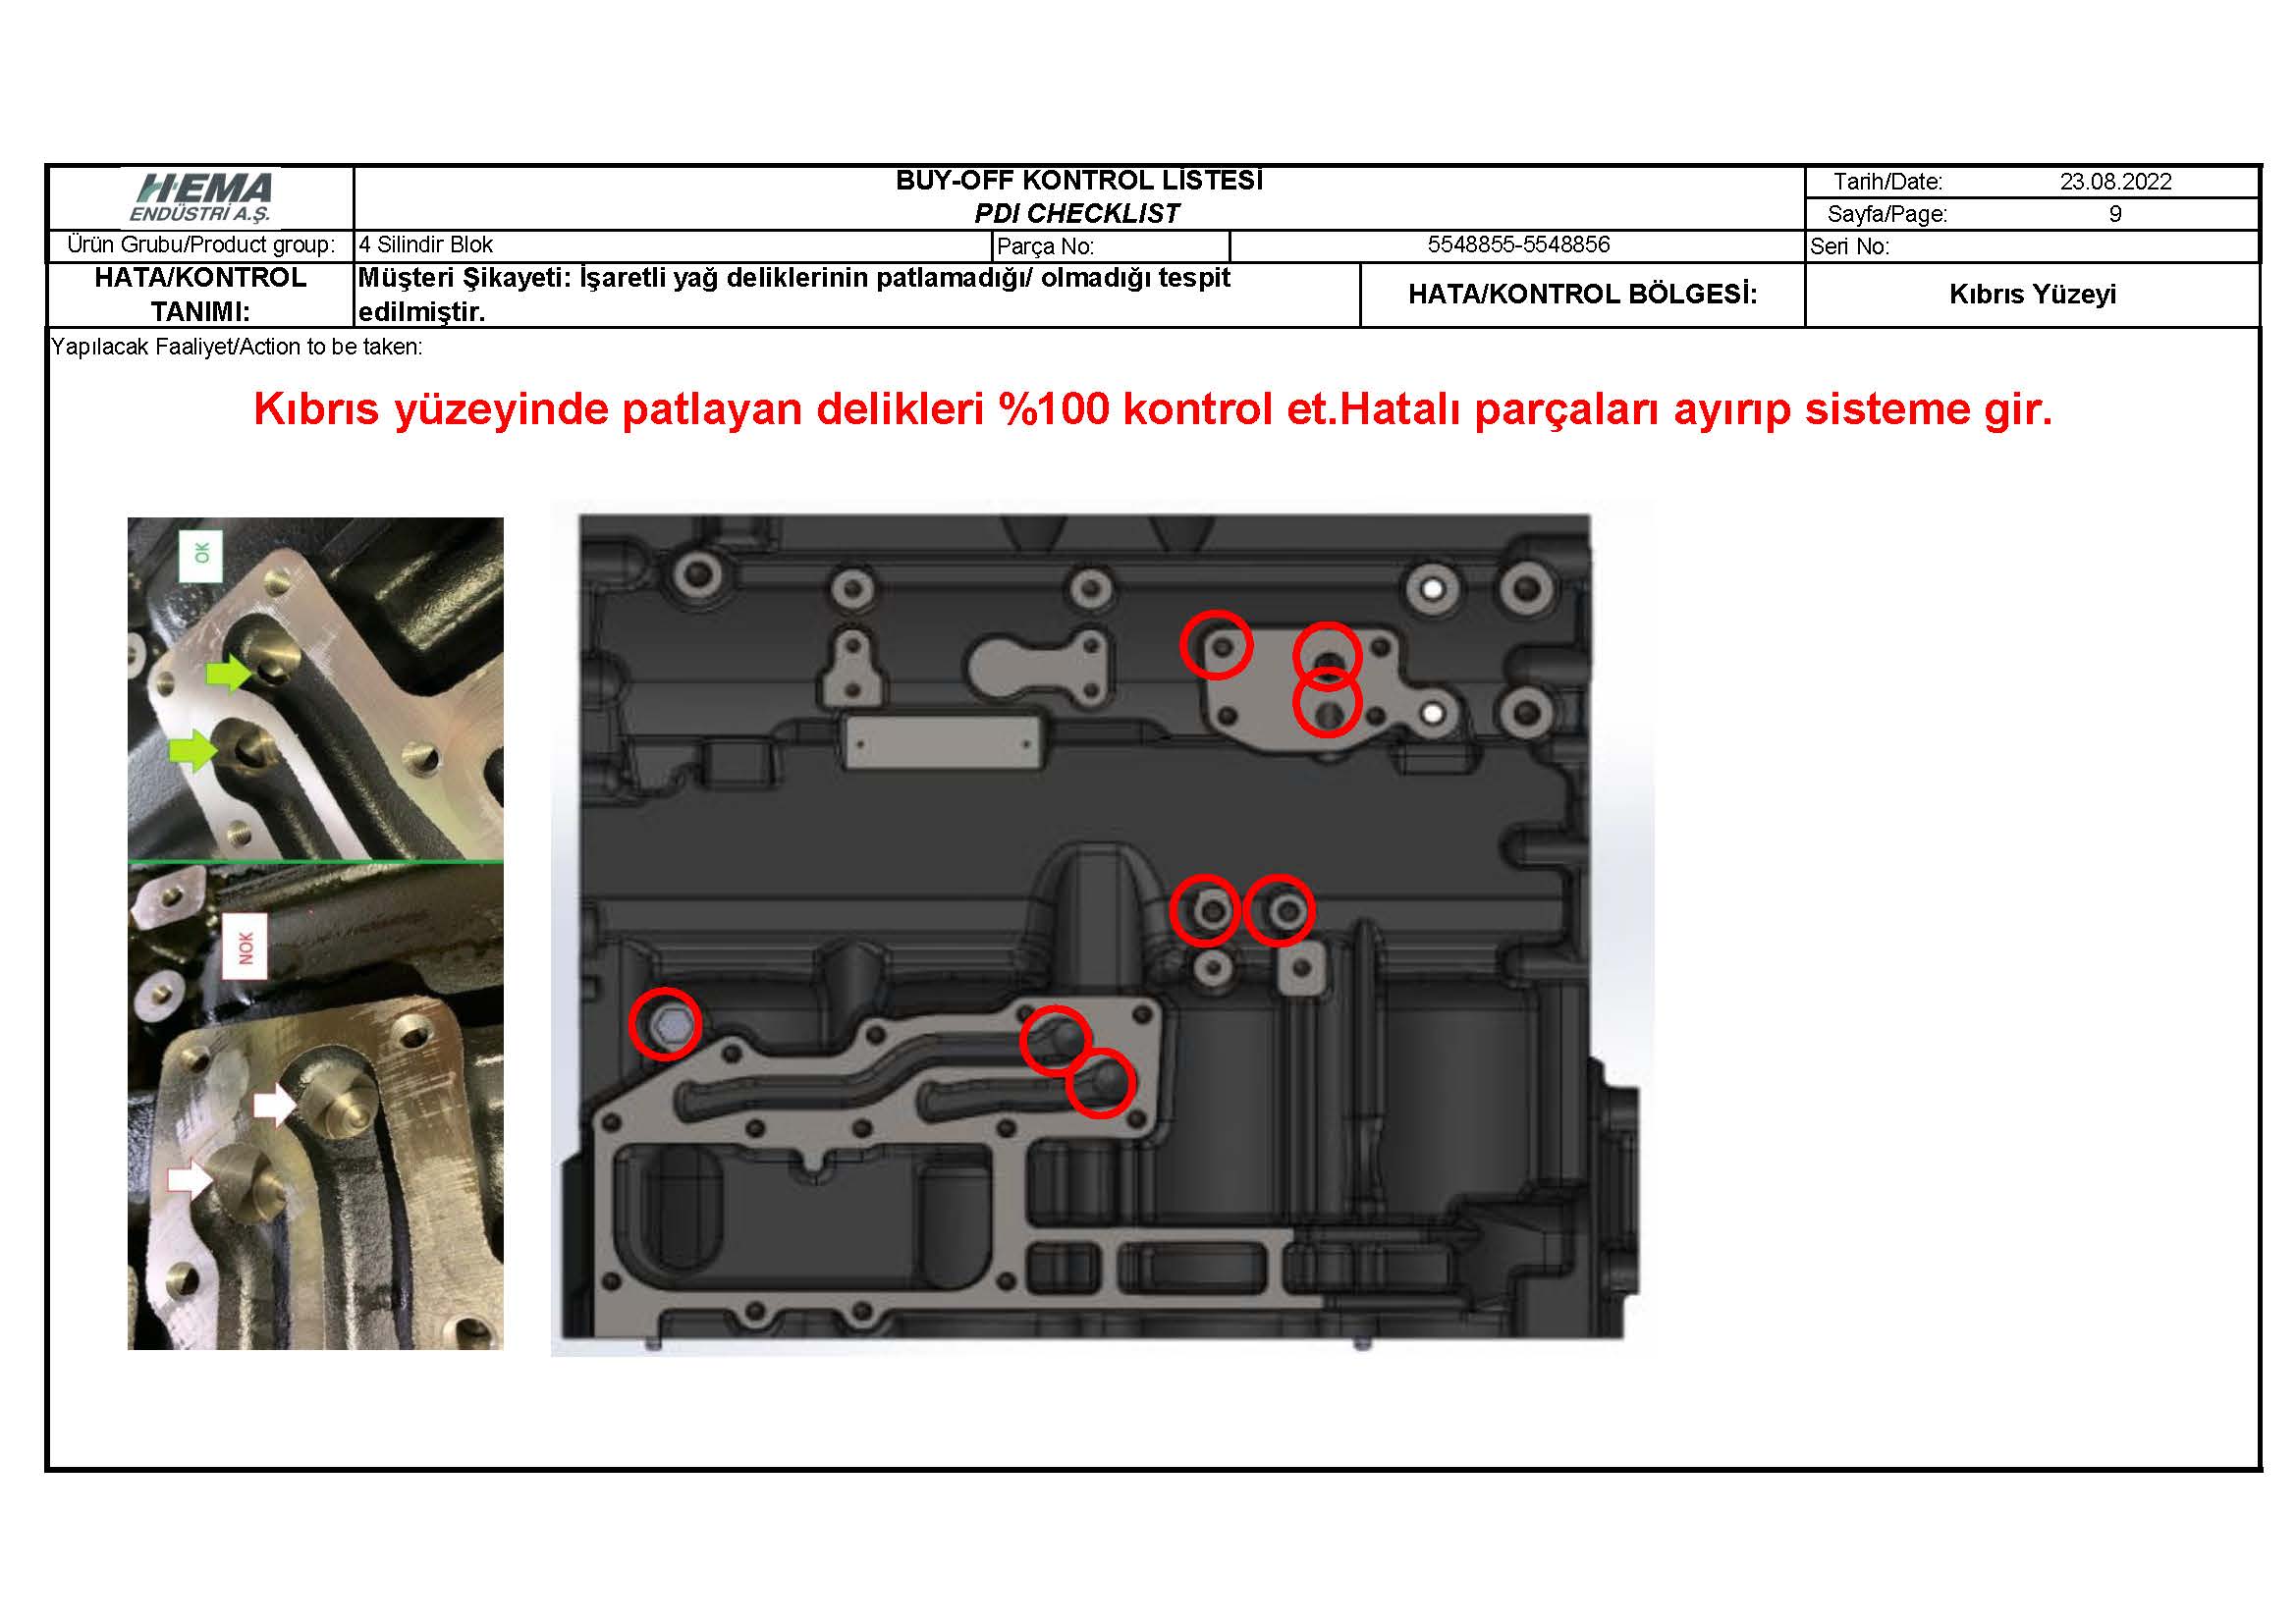 HEMA
ENDÜSTRİ A.Ş.
BUY-OFF KONTROL LİSTESİ
PDI CHECKLIST
Tarih/Date: 23.08.2022
Sayfa/Page: 9
Ürün Grubu/Product group: 4 Silindir Blok Parça No: 5548855-5548856 Seri No:
HATA/KONTROL
TANIMI:
Müşteri Şikayeti: İşaretli yağ deliklerinin patlamadığı/ olmadığı tespit
edilmiştir.
HATA/KONTROL BÖLGESİ: Kıbrıs Yüzeyi
Yapılacak Faaliyet/Action to be taken:
Kıbrıs yüzeyinde patlayan delikleri %100 kontrol et.Hatalı parçaları ayırıp sisteme gir.
OK
NOK